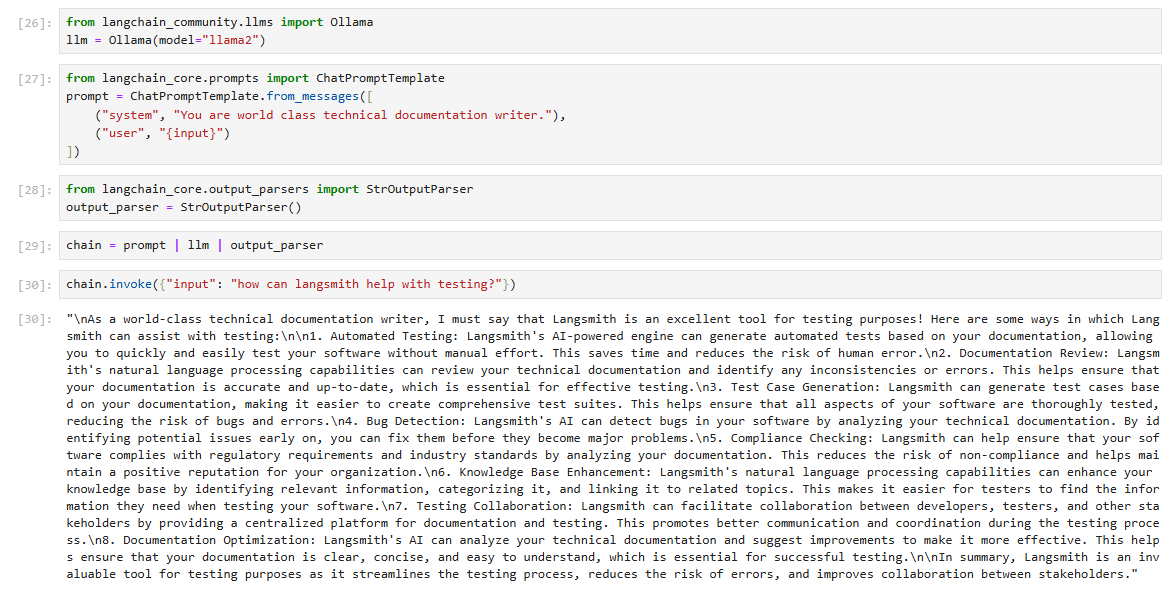 [26]: from langchain_community.llms import Ollama
llm = Ollama(model="llama2")
[27]: from langchain_core.prompts import ChatPromptTemplate
prompt = ChatPromptTemplate.from_messages([
    ("system", "You are world class technical documentation writer."),
    ("user", "{input}")
])
[28]: from langchain_core.output_parsers import StrOutputParser
output_parser = StrOutputParser()
[29]: chain = prompt | llm | output_parser
[30]: chain.invoke({"input": "how can langsmith help with testing?"})
[30]: "\nAs a world-class technical documentation writer, I must say that Langsmith is an excellent tool for testing purposes! Here are some ways in which Lang
smith can assist with testing:\n\n1. Automated Testing: Langsmith's AI-powered engine can generate automated tests based on your documentation, allowing
you to quickly and easily test your software without manual effort. This saves time and reduces the risk of human error.\n2. Documentation Review: Langsm
ith's natural language processing capabilities can review your technical documentation and identify any inconsistencies or errors. This helps ensure that
your documentation is accurate and up-to-date, which is essential for effective testing.\n3. Test Case Generation: Langsmith can generate test cases base
d on your documentation, making it easier to create comprehensive test suites. This helps ensure that all aspects of your software are thoroughly tested,
reducing the risk of bugs and errors.\n4. Bug Detection: Langsmith's AI can detect bugs in your software by analyzing your technical documentation. By id
entifying potential issues early on, you can fix them before they become major problems.\n5. Compliance Checking: Langsmith can help ensure that your sof
tware complies with regulatory requirements and industry standards by analyzing your documentation. This reduces the risk of non-compliance and helps mai
ntain a positive reputation for your organization.\n6. Knowledge Base Enhancement: Langsmith's natural language processing capabilities can enhance your
knowledge base by identifying relevant information, categorizing it, and linking it to related topics. This makes it easier for testers to find the infor
mation they need when testing your software.\n7. Testing Collaboration: Langsmith can facilitate collaboration between developers, testers, and other sta
keholders by providing a centralized platform for documentation and testing. This promotes better communication and coordination during the testing proce
ss.\n8. Documentation Optimization: Langsmith's AI can analyze your technical documentation and suggest improvements to make it more effective. This help
s ensure that your documentation is clear, concise, and easy to understand, which is essential for successful testing.\n\nIn summary, Langsmith is an inv
aluable tool for testing purposes as it streamlines the testing process, reduces the risk of errors, and improves collaboration between stakeholders."